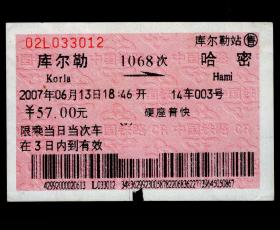 02L033012 库尔勒站售
库尔勒 1068次 哈密
Korla Hami
2007年06月13日18:46开 14车003号
¥57.00元 硬座普快
限乘当日当次车
在3日内到有效